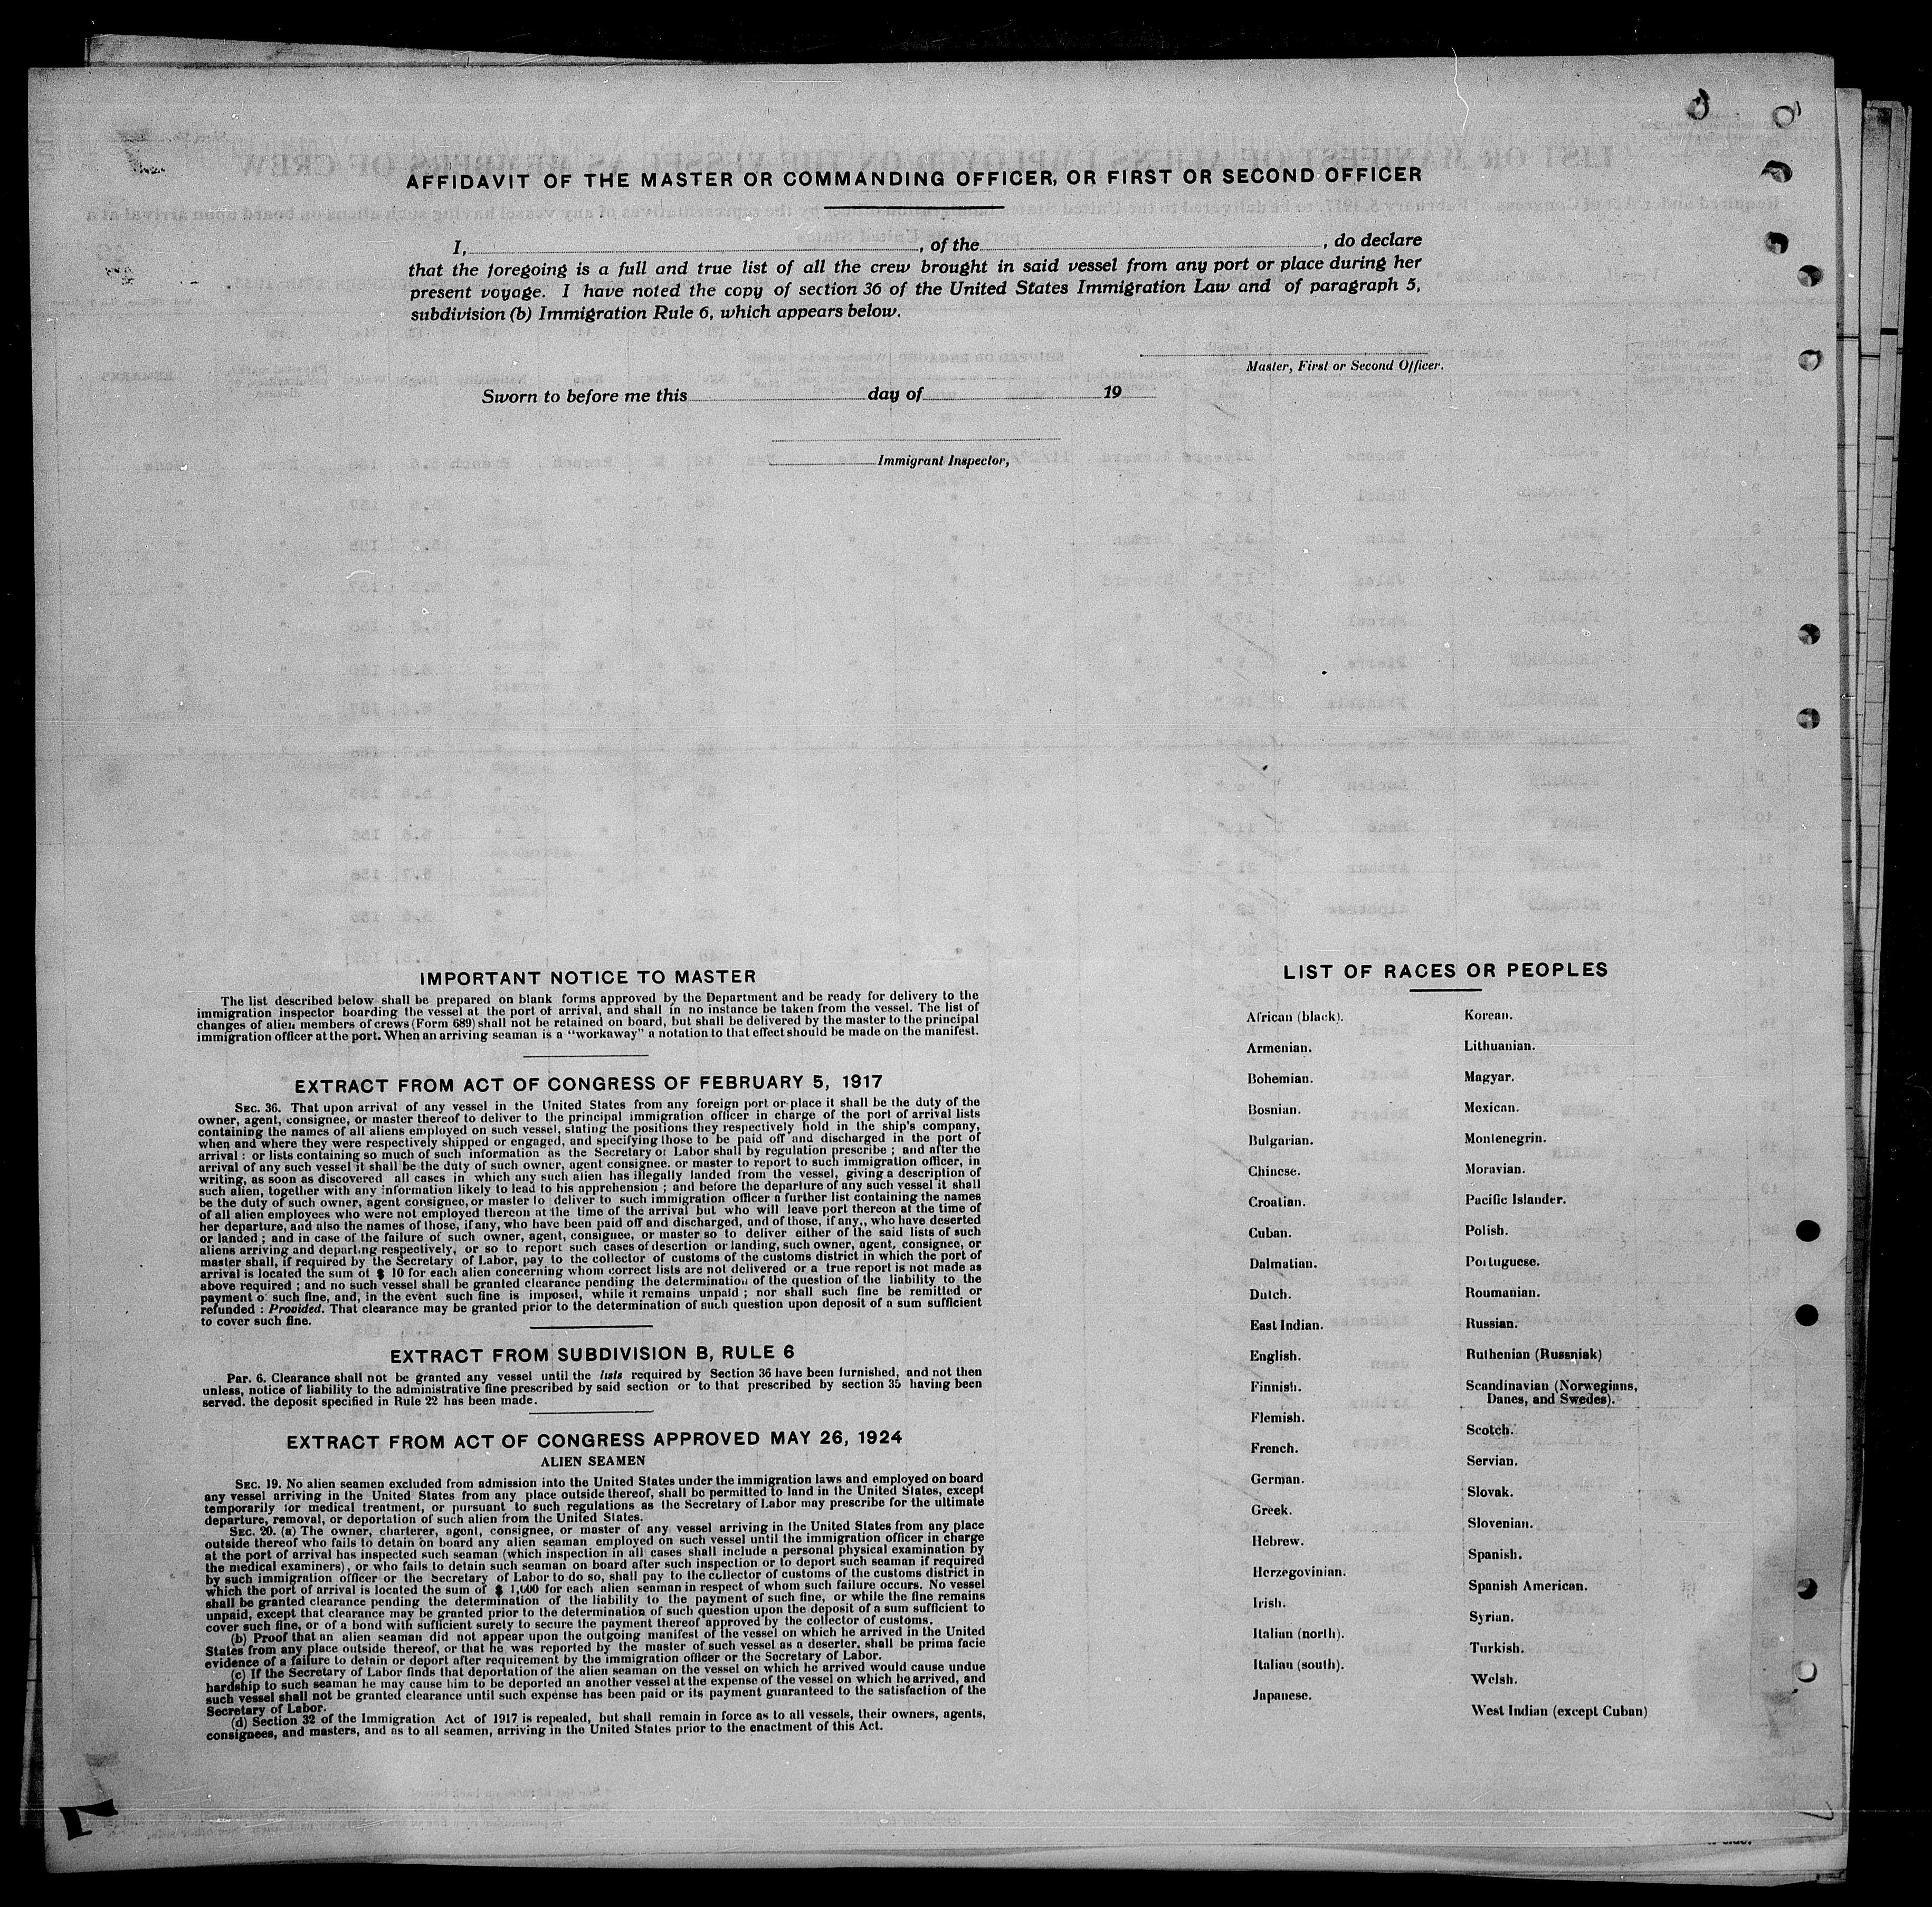 AFFIDAVIT OF THE MASTER OR COMMANDING OFFICER, OR FIRST OR SECOND OFFICER
I, , of the , do declare
that the foregoing is a full and true list of all the crew brought in said vessel from any port or place during her
present voyage. I have noted the copy of section 36 of the United States Immigration Law and of paragraph 5,
subdivision (b) Immigration Rule 6, which appears below.
Master, First or Second Officer.
Sworn to before me this day of 19
Immigrant Inspector,
IMPORTANT NOTICE TO MASTER
The list described below shall be prepared on blank forms approved by the Department and be ready for delivery to the
immigration inspector boarding the vessel at the port of arrival, and shall in no instance be taken from the vessel. The list of
changes of alien members of crews (Form 689) shall not be retained on board, but shall be delivered by the master to the principal
immigration officer at the port. When an arriving seaman is a “workaway” a notation to that effect should be made on the manifest.
EXTRACT FROM ACT OF CONGRESS OF FEBRUARY 5, 1917
SEC. 36. That upon arrival of any vessel in the United States from any foreign port or place it shall be the duty of the
owner, agent, consignee, or master thereof to deliver to the principal immigration officer in charge of the port of arrival lists
containing the names of all aliens employed on such vessel, stating the positions they respectively hold in the ship's company,
when and where they were respectively shipped or engaged, and specifying those to be paid off and discharged in the port of
arrival : or lists containing so much of such information as the Secretary of Labor shall by regulation prescribe ; and after the
arrival of any such vessel it shall be the duty of such owner, agent consignee. or master to report to such immigration officer, in
writing, as soon as discovered all cases in which any such alien has illegally landed from the vessel, giving a description of
such alien, together with any information likely to lead to his apprehension ; and before the departure of any such vessel it shall
be the duty of such owner, agent consignee, or master to deliver to such immigration officer a further list containing the names
of all alien employees who were not employed thereon at the time of the arrival but who will leave port thereon at the time of
her departure, and also the names of those, if any, who have been paid off and discharged, and of those, if any,, who have deserted
or landed ; and in case of the failure of such owner, agent, consignee, or master so to deliver either of the said lists of such
aliens arriving and departing respectively, or so to report such cases of desertion or landing, such owner, agent, consignee, or
master shall, if required by the Secretary of Labor, pay to the collector of customs of the customs district in which the port of
arrival is located the sum of $ 10 for each alien concerning whom correct lists are not delivered or a true report is not made as
above required ; and no such vessel shall be granted clearance pending the determination of the question of the liability to the
payment of such fine, and, in the event such fine is imposed, while it remains unpaid ; nor shall such fine be remitted or
refunded : Provided. That clearance may be granted prior to the determination of such question upon deposit of a sum sufficient
to cover such fine.
EXTRACT FROM SUBDIVISION B, RULE 6
Par. 6. Clearance shall not be granted any vessel until the lists required by Section 36 have been furnished, and not then
unless, notice of liability to the administrative fine prescribed by said section or to that prescribed by section 35 having been
served. the deposit specified in Rule 22 has been made.
EXTRACT FROM ACT OF CONGRESS APPROVED MAY 26, 1924
ALIEN SEAMEN
SEC. 19. No alien seamen excluded from admission into the United States under the immigration laws and employed on board
any vessel arriving in the United States from any place outside thereof, shall be permitted to land in the United States, except
temporarily for medical treatment, or pursuant to such regulations as the Secretary of Labor may prescribe for the ultimate
departure, removal, or deportation of such alien from the United States.
SEC. 20. (a) The owner, charterer, agent, consignee, or master of any vessel arriving in the United States from any place
outside thereof who fails to detain on board any alien seaman employed on such vessel until the immigration officer in charge
at the port of arrival has inspected such seaman (which inspection in all cases shall include a personal physical examination by
the medical examiners), or who fails to detain such seaman on board after such inspection or to deport such seaman if required
by such immigration officer or the Secretary of Labor to do so, shall pay to the collector of customs of the customs district in
which the port of arrival is located the sum of $ 1,000 for each alien seaman in respect of whom such failure occurs. No vessel
shall be granted clearance pending the determination of the liability to the payment of such fine, or while the fine remains
unpaid, except that clearance may be granted prior to the determination of such question upon the deposit of a sum sufficient to
cover such fine, or of a bond with sufficient surely to secure the payment thereof approved by the collector of customs.
(b) Proof that an alien seaman did not appear upon the outgoing manifest of the vessel on which he arrived in the United
States from any place outside thereof, or that he was reported by the master of such vessel as a deserter, shall be prima facie
evidence of a failure to detain or deport after requirement by the immigration officer or the Secretary of Labor.
(c) If the Secretary of Labor finds that deportation of the alien seaman on the vessel on which he arrived would cause undue
hardship to such seaman he may cause him to be deported an another vessel at the expense of the vessel on which he arrived, and
such vessel shall not be granted clearance until such expense has been paid or its payment guaranteed to the satisfaction of the
Secretary of Labor.
(d) Section 32 of the Immigration Act of 1917 is repealed, but shall remain in force as to all vessels, their owners, agents,
consignees, and masters, and as to all seamen, arriving in the United States prior to the enactment of this Act.
LIST OF RACES OR PEOPLES
African (black).
Armenian.
Bohemian.
Bosnian.
Bulgarian.
Chinese.
Croatian.
Cuban.
Dalmatian.
Dutch.
East Indian.
English.
Finnish.
Flemish.
French.
German.
Greek.
Hebrew.
Herzegovinian.
Irish.
Italian (north).
Italian (south).
Japanese.
Korean.
Lithuanian.
Magyar.
Mexican.
Montenegrin.
Moravian.
Pacific Islander.
Polish.
Portuguese.
Roumanian.
Russian.
Ruthenian (Russniak)
Scandinavian (Norwegians,
Danes, and Swedes).
Scotch.
Servian.
Slovak.
Slovenian.
Spanish.
Spanish American.
Syrian.
Turkish.
Welsh.
West Indian (except Cuban)